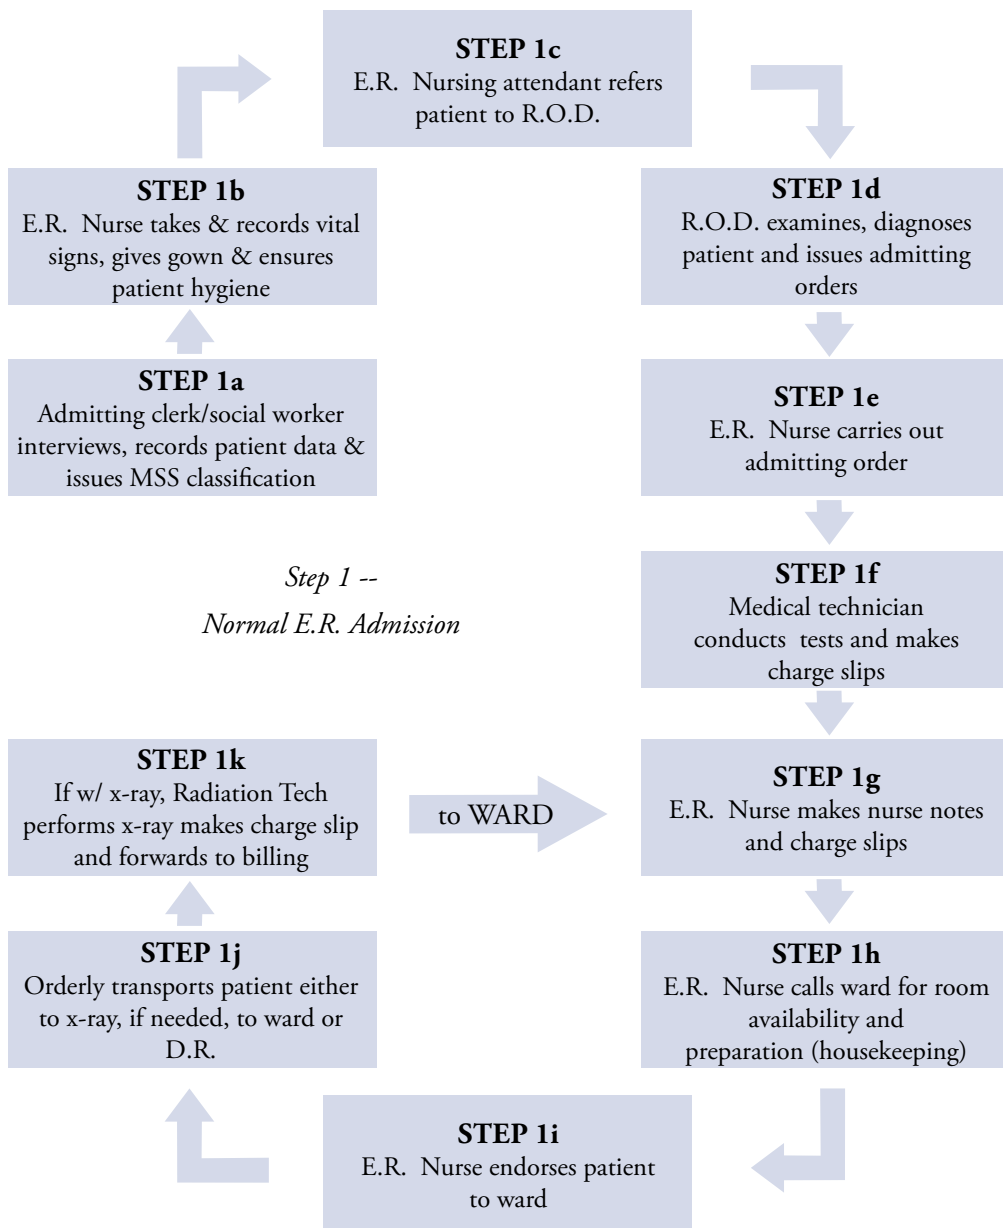 STEP 1c
E.R. Nursing attendant refers
patient to R.O.D.
STEP 1b
E.R. Nurse takes & records vital
signs, gives gown & ensures
patient hygiene
STEP 1d
R.O.D. examines, diagnoses
patient and issues admitting
orders
STEP 1a
Admitting clerk/social worker
interviews, records patient data &
issues MSS classification
STEP 1e
E.R. Nurse carries out
admitting order
Step 1 --
Normal E.R. Admission
STEP 1f
Medical technician
conducts tests and makes
charge slips
STEP 1k
If w/ x-ray, Radiation Tech
performs x-ray makes charge slip
and forwards to billing
to WARD
STEP 1g
E.R. Nurse makes nurse notes
and charge slips
STEP 1j
Orderly transports patient either
to x-ray, if needed, to ward or
D.R.
STEP 1h
E.R. Nurse calls ward for room
availability and
preparation (housekeeping)
STEP 1i
E.R. Nurse endorses patient
to ward